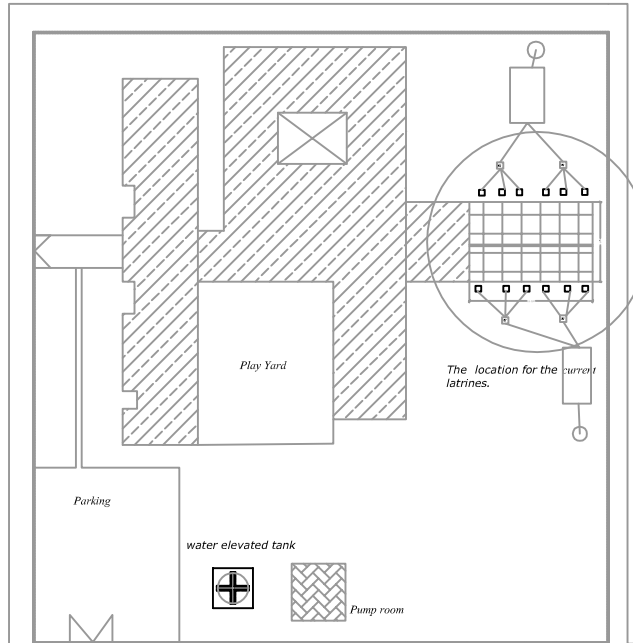 Play Yard
The  location for the current
latrines.
Parking
water elevated tank
Pump room